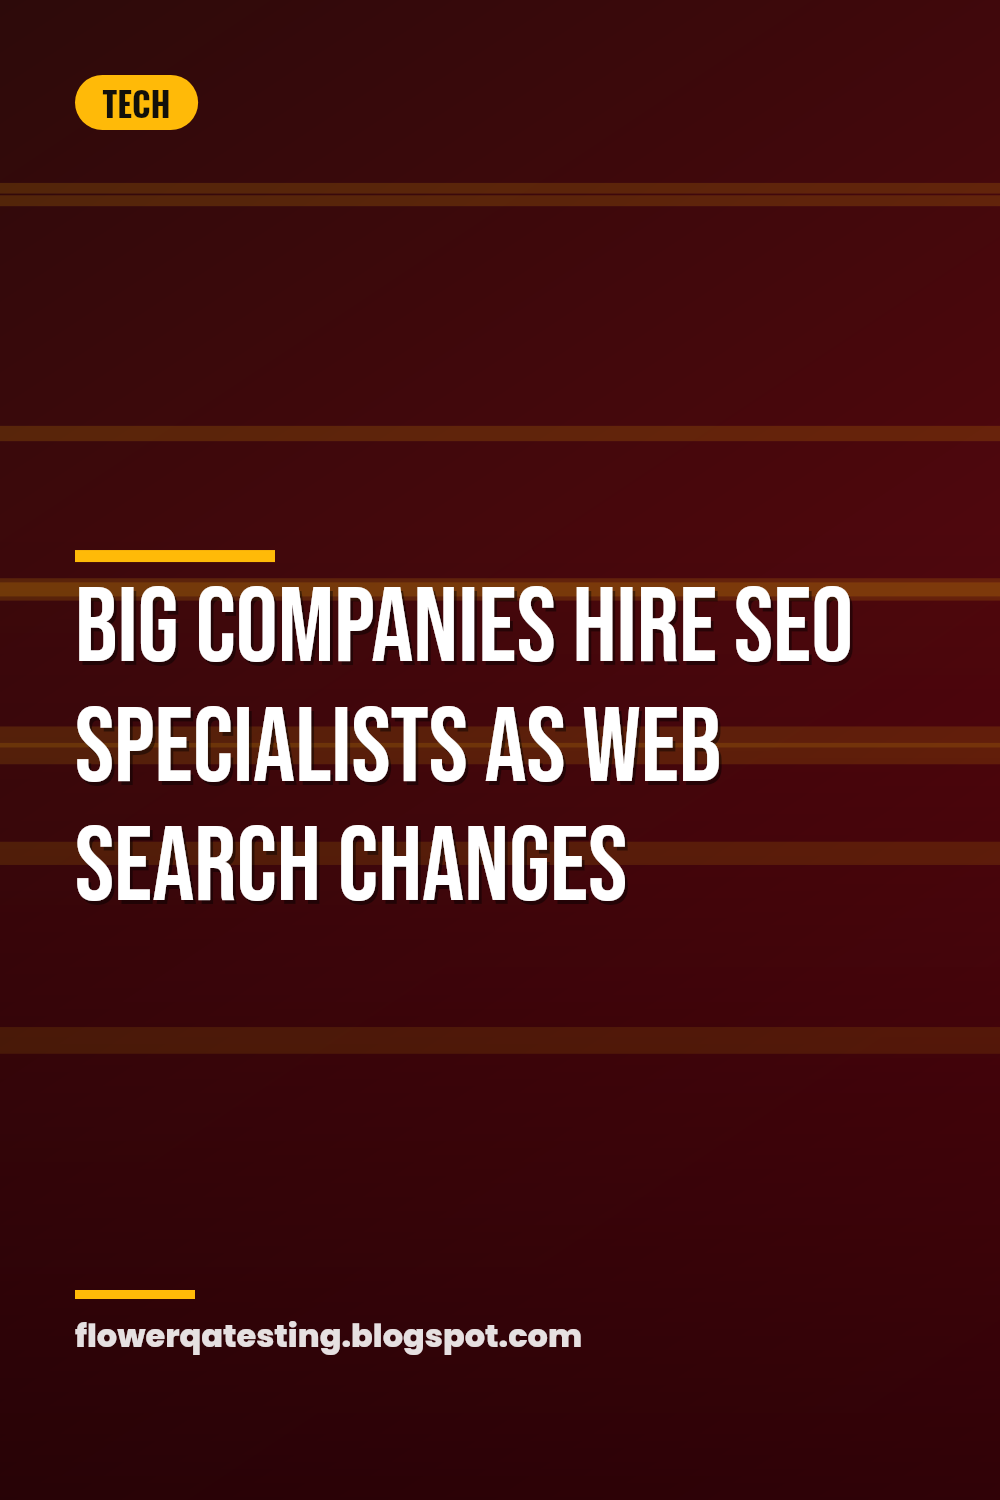 TECH
BIG COMPANIES HIRE SEO
SPECIALISTS AS WEB
SEARCH CHANGES
flowerqatesting.blogspot.com